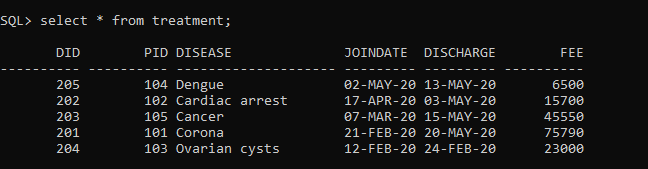 SQL> select * from treatment;
       DID        PID DISEASE              JOINDATE  DISCHARGE        FEE
---------- ---------- -------------------- --------- --------- ----------
       205        104 Dengue               02-MAY-20 13-MAY-20       6500
       202        102 Cardiac arrest       17-APR-20 03-MAY-20      15700
       203        105 Cancer               07-MAR-20 15-MAY-20      45550
       201        101 Corona               21-FEB-20 20-MAY-20      75790
       204        103 Ovarian cysts        12-FEB-20 24-FEB-20      23000